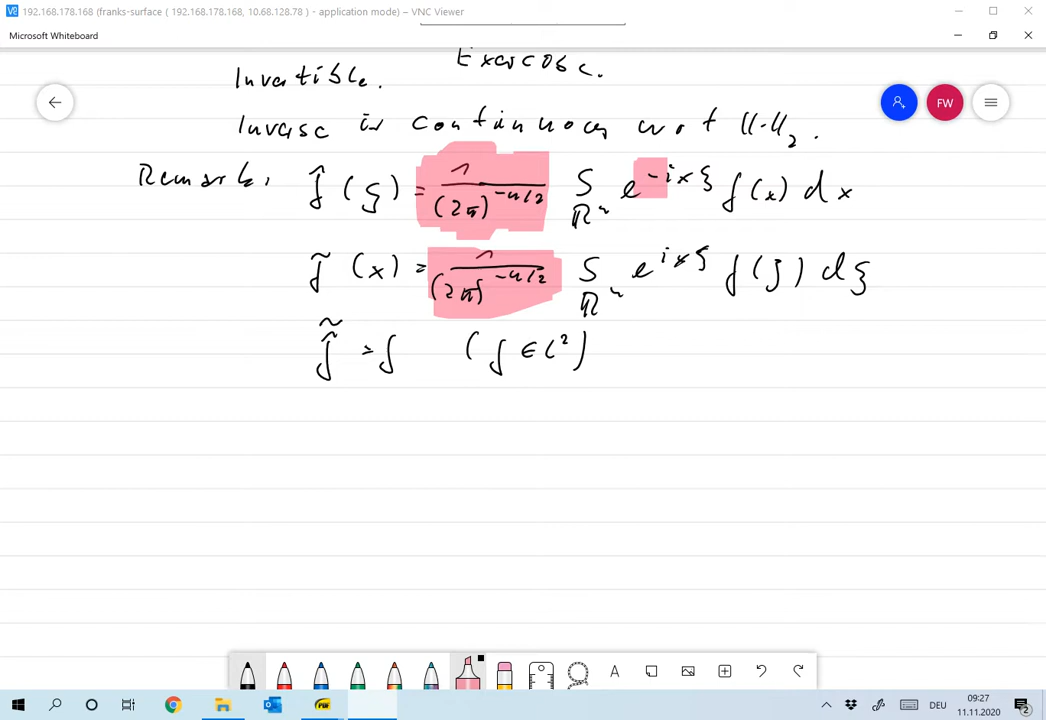 192.168.178.168 (franks-surface ( 192.168.178.168, 10.68.128.78 ) - application mode) – VNC Viewer
Microsoft Whiteboard
FW
Invertible. Exercise.
Inverse is continuous wrt ||·||₂.
Remark: f̂(ξ) = 1/(2π)^{-n/2} ∫_{ℝⁿ} e^{-ixξ} f(x) dx
f̃(x) = 1/(2π)^{-n/2} ∫_{ℝⁿ} e^{ixξ} f(ξ) dξ
f̂̃ = f (f ∈ L²)
A
DEU
09:27
11.11.2020
2